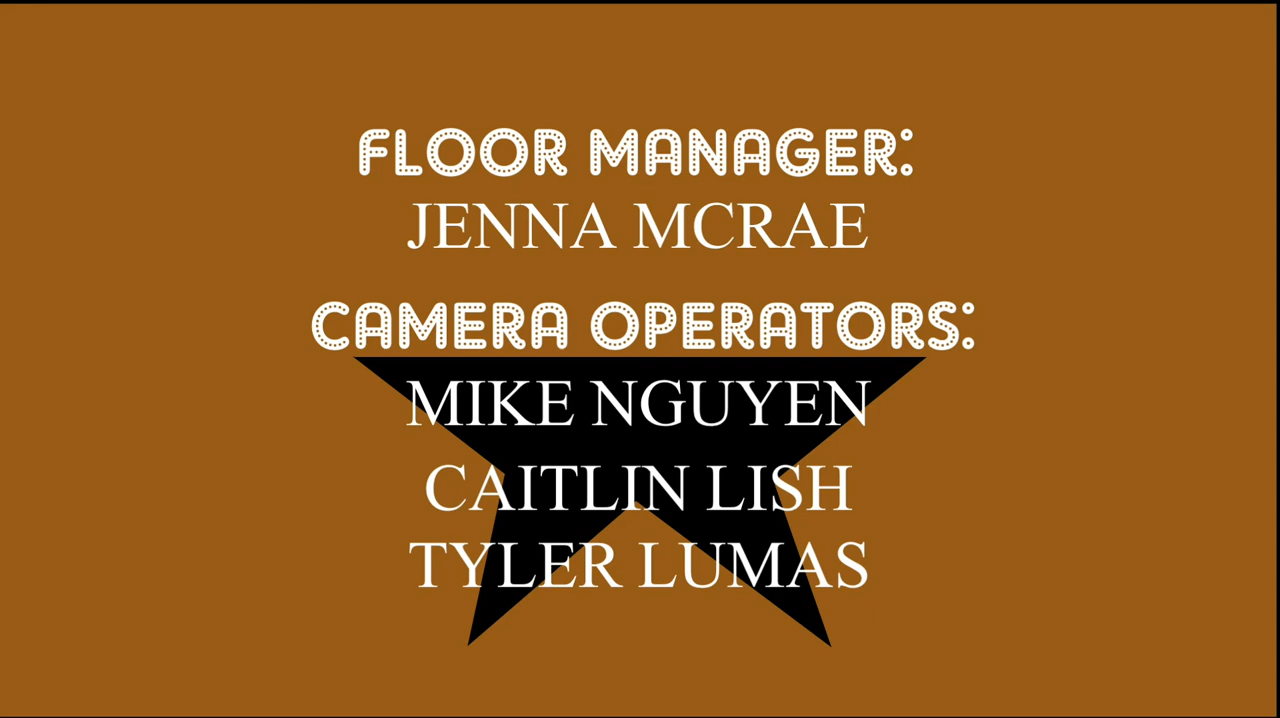 FLOOR MANAGER:
JENNA MCRAE
CAMERA OPERATORS:
MIKE NGUYEN
CAITLIN LISH
TYLER LUMAS